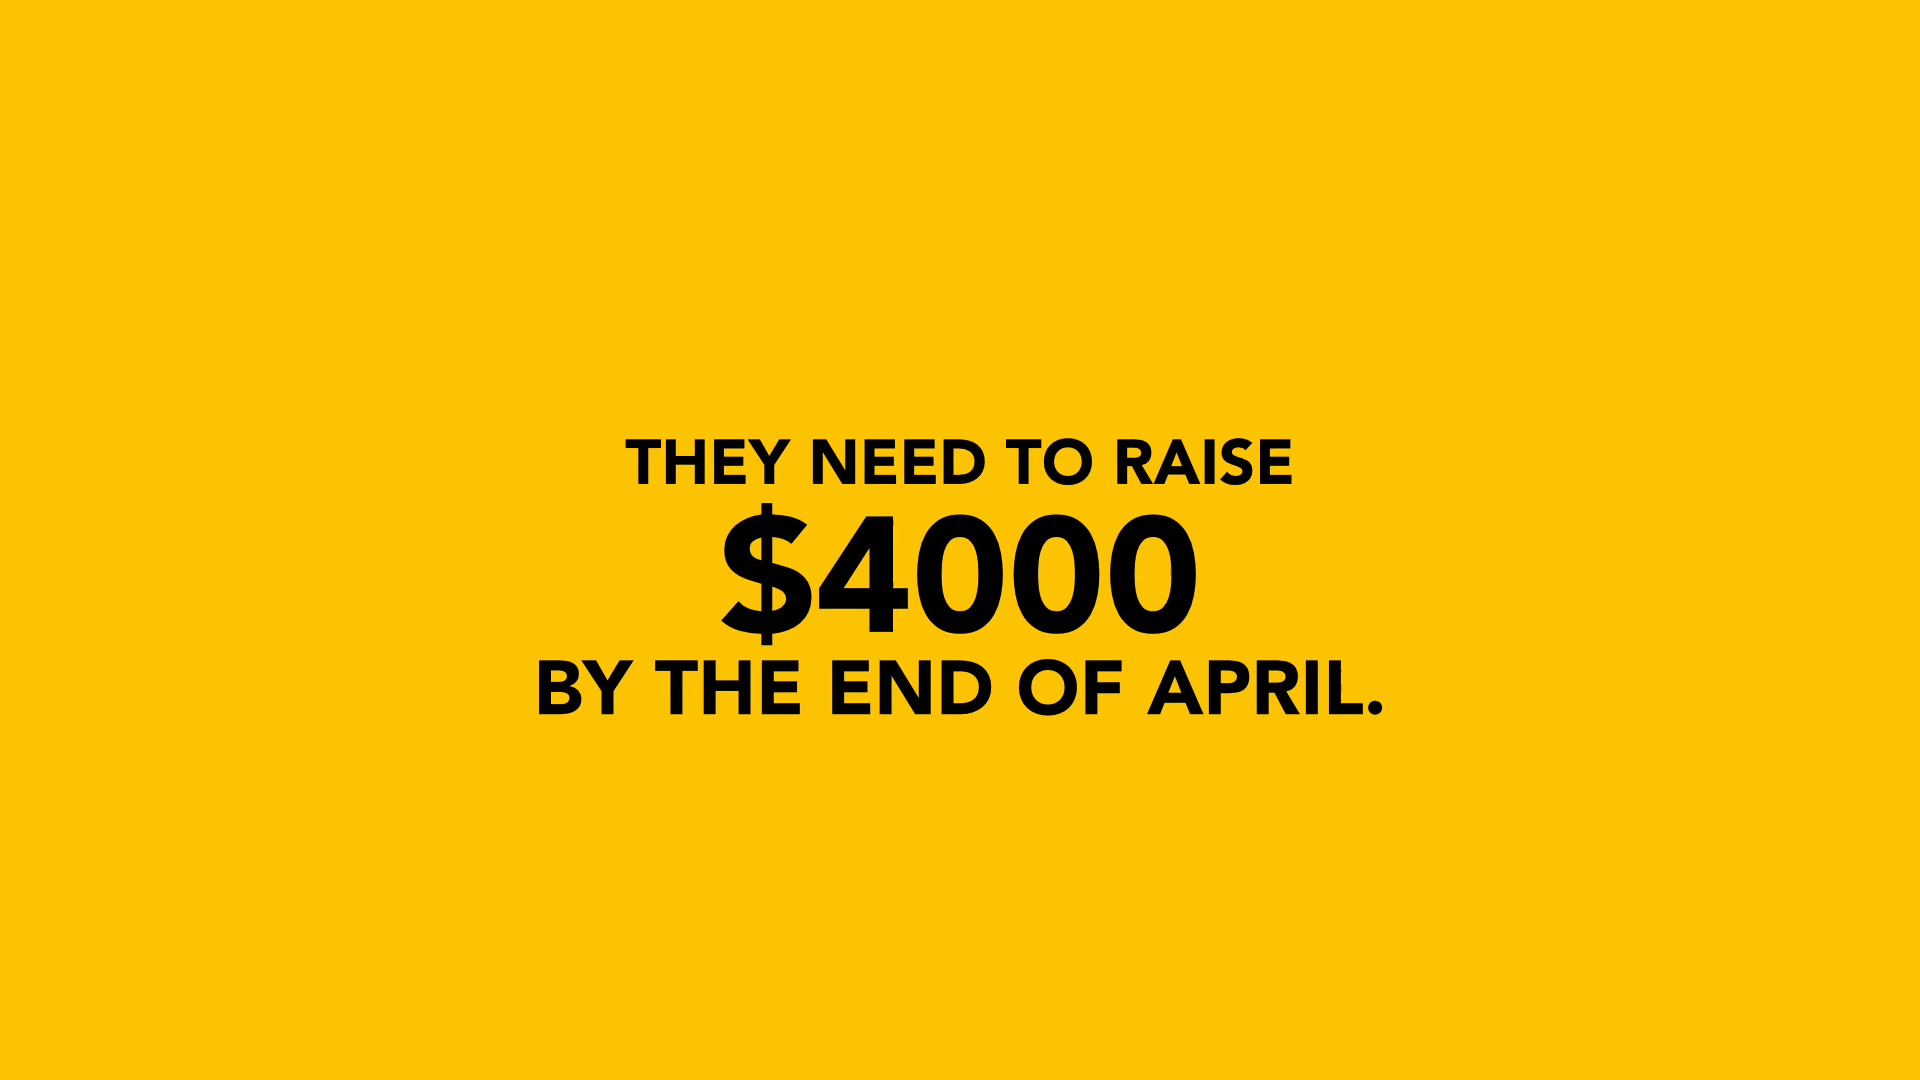 THEY NEED TO RAISE
$4000
BY THE END OF APRIL.